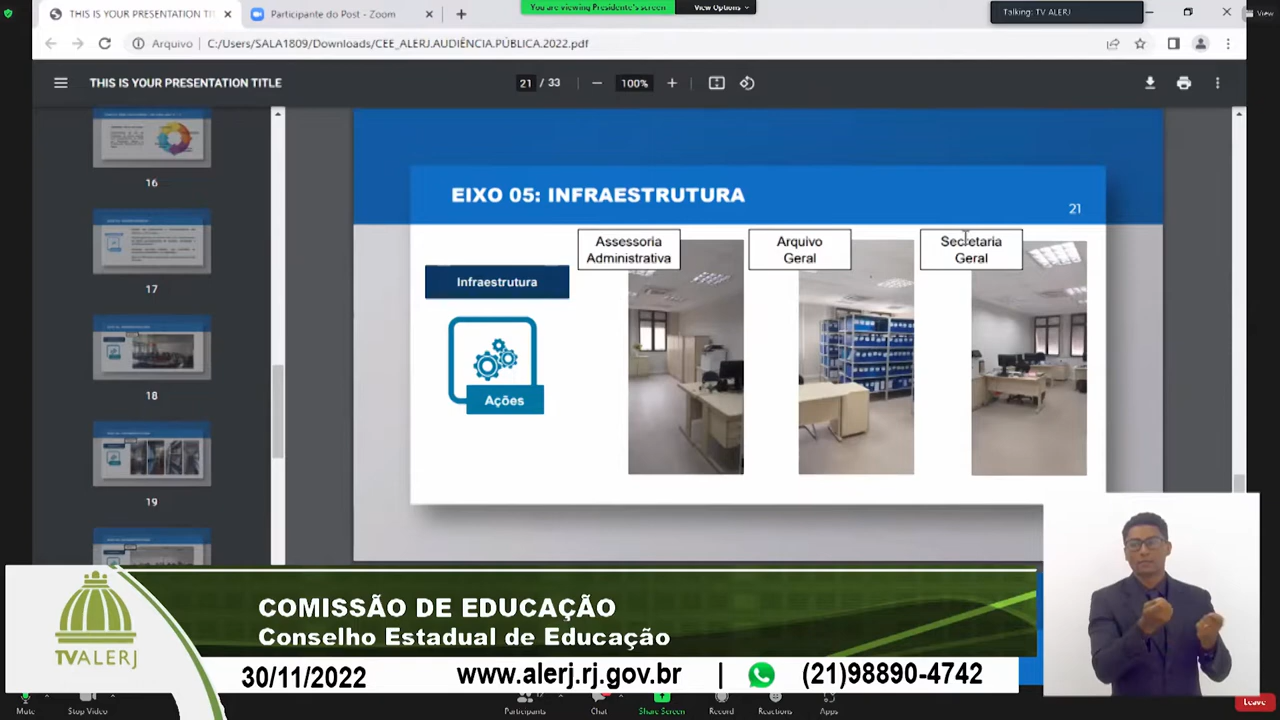 THIS IS YOUR PRESENTATION TIT
Participante do Post - Zoom
You are viewing Presidente's screen
View Options
Talking: TV ALERJ
View
Arquivo
C:/Users/SALA1809/Downloads/CEE_ALERJ.AUDIÊNCIA.PÚBLICA.2022.pdf
THIS IS YOUR PRESENTATION TITLE
21 / 33
100%
16
17
18
19
EIXO 05: INFRAESTRUTURA
21
Infraestrutura
Ações
Assessoria
Administrativa
Arquivo
Geral
Secretaria
Geral
TVALERJ
COMISSÃO DE EDUCAÇÃO
Conselho Estadual de Educação
30/11/2022
www.alerj.rj.gov.br | (21)98890-4742
Mute
Stop Video
Participants
Chat
Share Screen
Record
Reactions
Apps
Leave